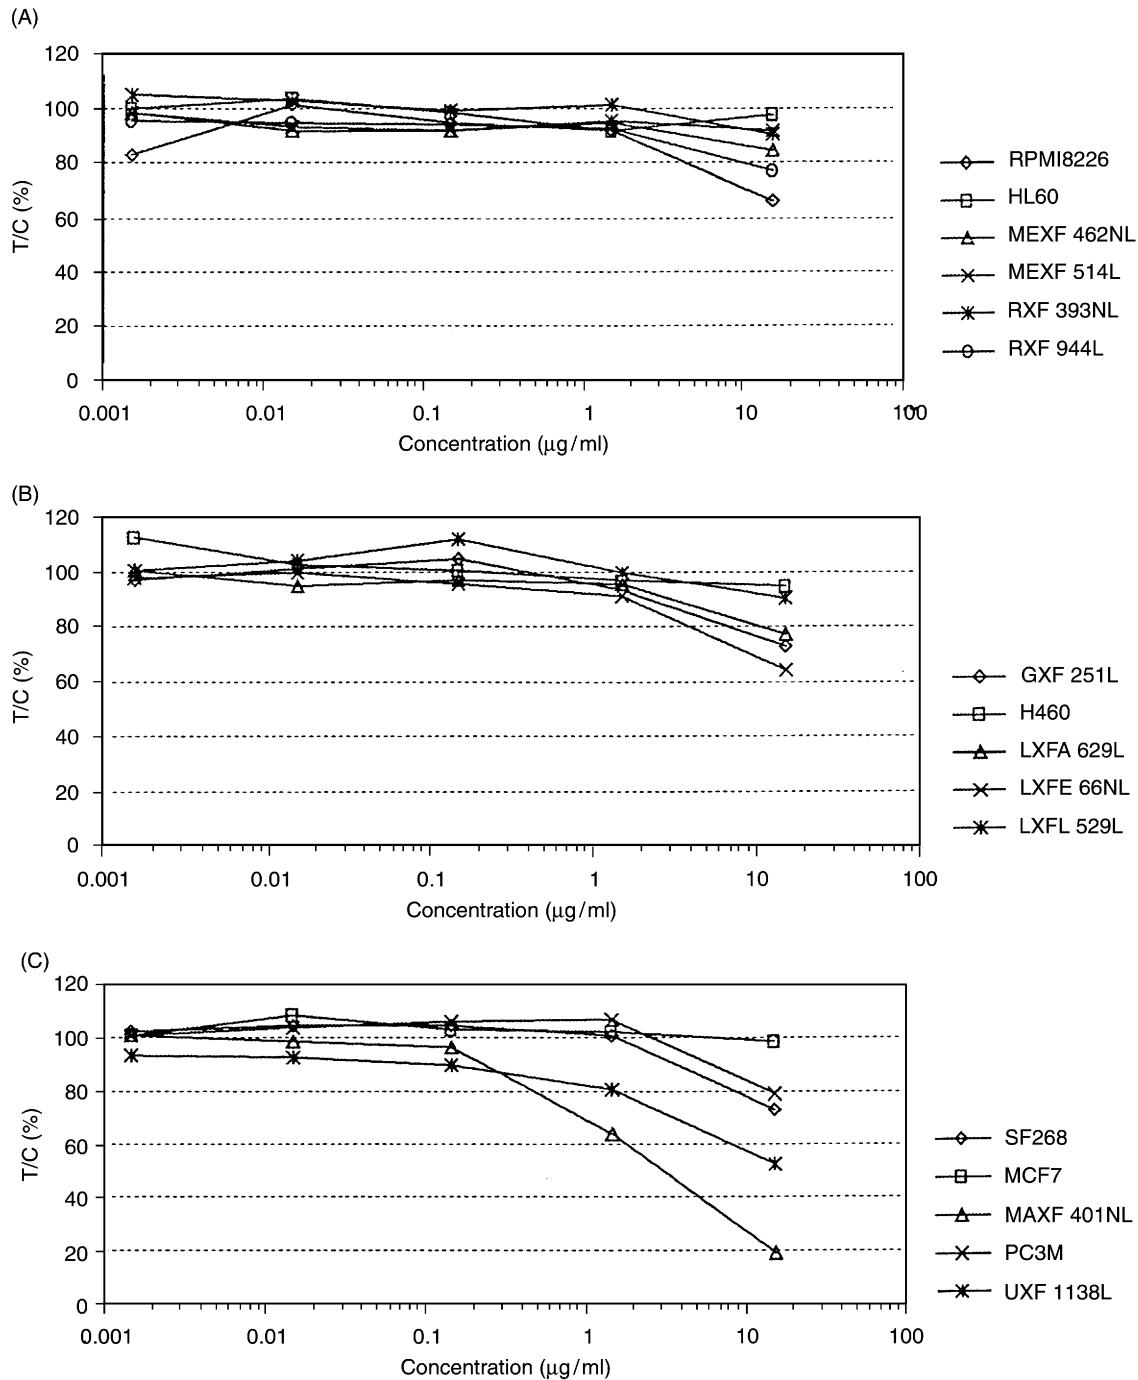 (A)
120
100
80
60
40
20
0
T/C (%)
0.001 0.01 0.1 1 10 100
Concentration (μg/ml)
RPMI8226
HL60
MEXF 462NL
MEXF 514L
RXF 393NL
RXF 944L
(B)
120
100
80
60
40
20
0
T/C (%)
0.001 0.01 0.1 1 10 100
Concentration (μg/ml)
GXF 251L
H460
LXFA 629L
LXFE 66NL
LXFL 529L
(C)
120
100
80
60
40
20
0
T/C (%)
0.001 0.01 0.1 1 10 100
Concentration (μg/ml)
SF268
MCF7
MAXF 401NL
PC3M
UXF 1138L